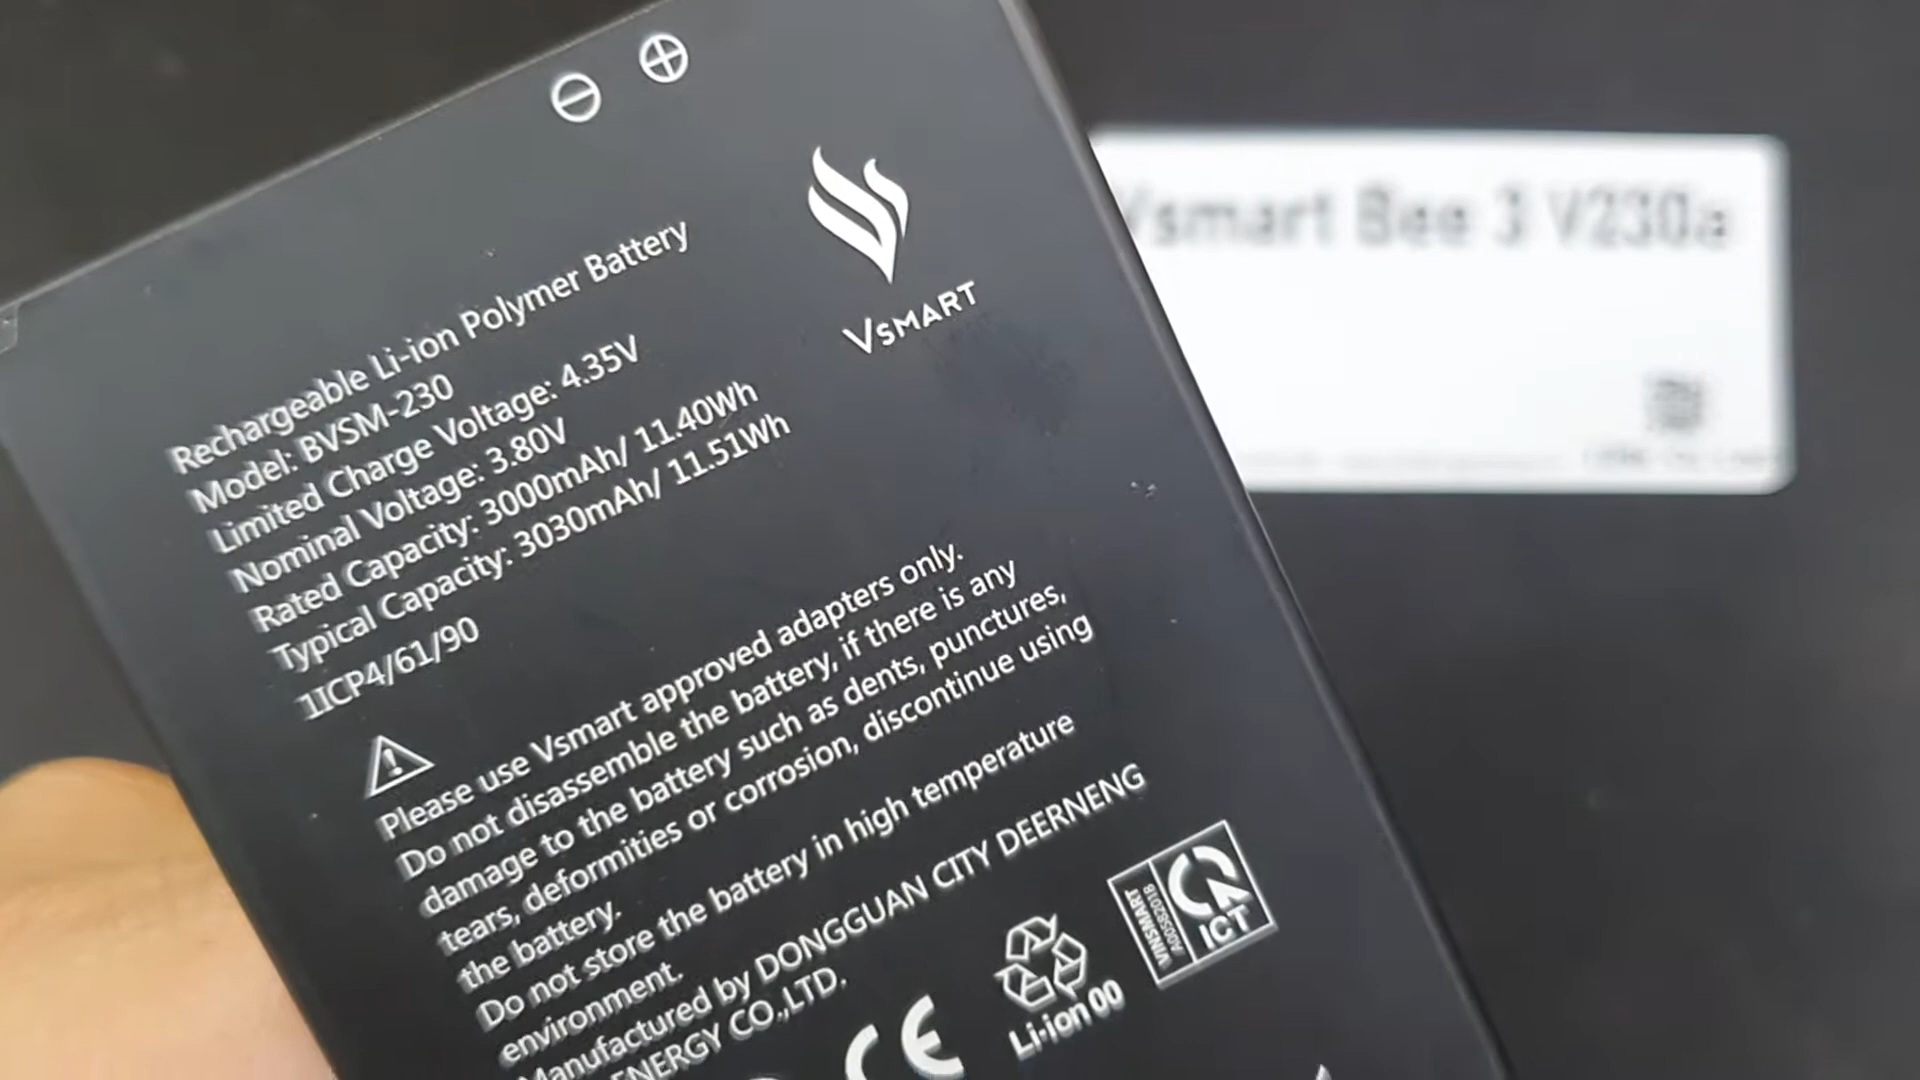 Rechargeable Li-ion Polymer Battery
Model: BVSM-230
Limited Charge Voltage: 4.35V
Nominal Voltage: 3.80V
Rated Capacity: 3000mAh/ 11.40Wh
Typical Capacity: 3030mAh/ 11.51Wh
1ICP4/61/90
VSMART
Please use Vsmart approved adapters only.
Do not disassemble the battery, if there is any
damage to the battery such as dents, punctures,
tears, deformities or corrosion, discontinue using
the battery.
Do not store the battery in high temperature
environment.
Manufactured by DONGGUAN CITY DEERNENG
ENERGY CO.,LTD.
CE
Li-ion 00
VINSMART
A00582018
ICT
Vsmart Bee 3 V230a